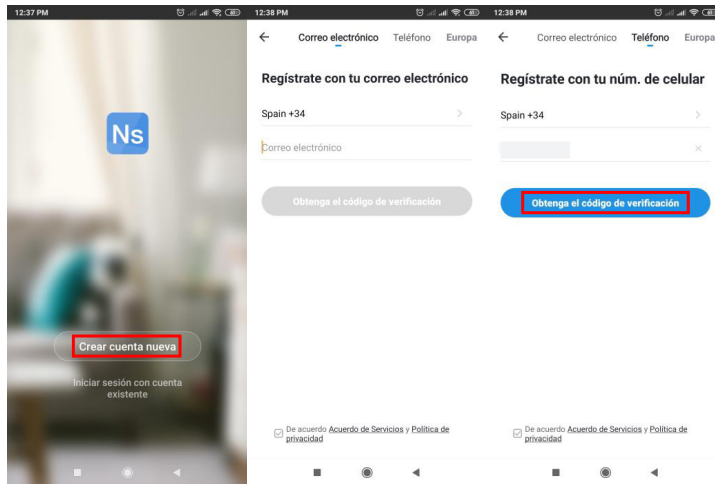 12:37 PM
Ns
Crear cuenta nueva
Iniciar sesión con cuenta
existente
12:38 PM
Correo electrónico Teléfono Europa
Regístrate con tu correo electrónico
Spain +34
Correo electrónico
Obtenga el código de verificación
De acuerdo Acuerdo de Servicios y Política de
privacidad
12:38 PM
Correo electrónico Teléfono Europa
Regístrate con tu núm. de celular
Spain +34
Obtenga el código de verificación
De acuerdo Acuerdo de Servicios y Política de
privacidad